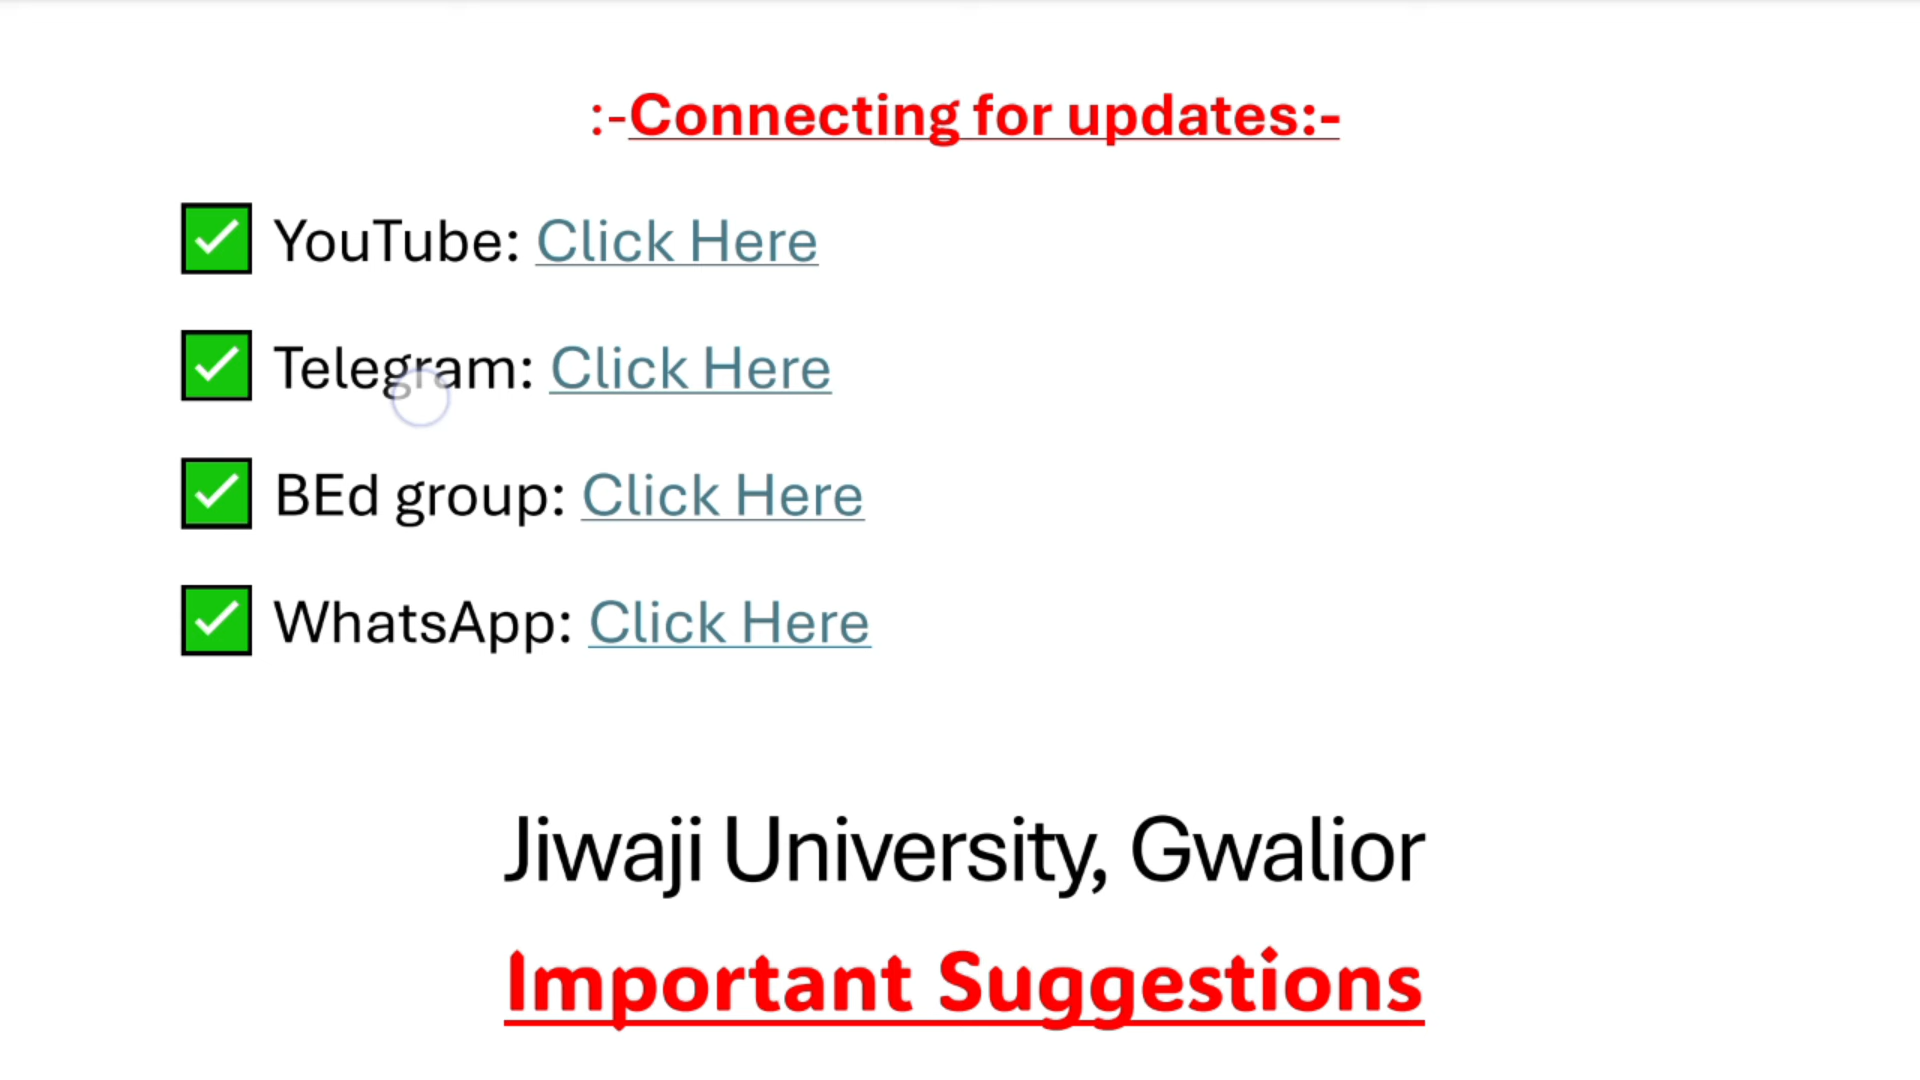 :-Connecting for updates:-
✅ YouTube: Click Here
✅ Telegram: Click Here
✅ BEd group: Click Here
✅ WhatsApp: Click Here
Jiwaji University, Gwalior
Important Suggestions